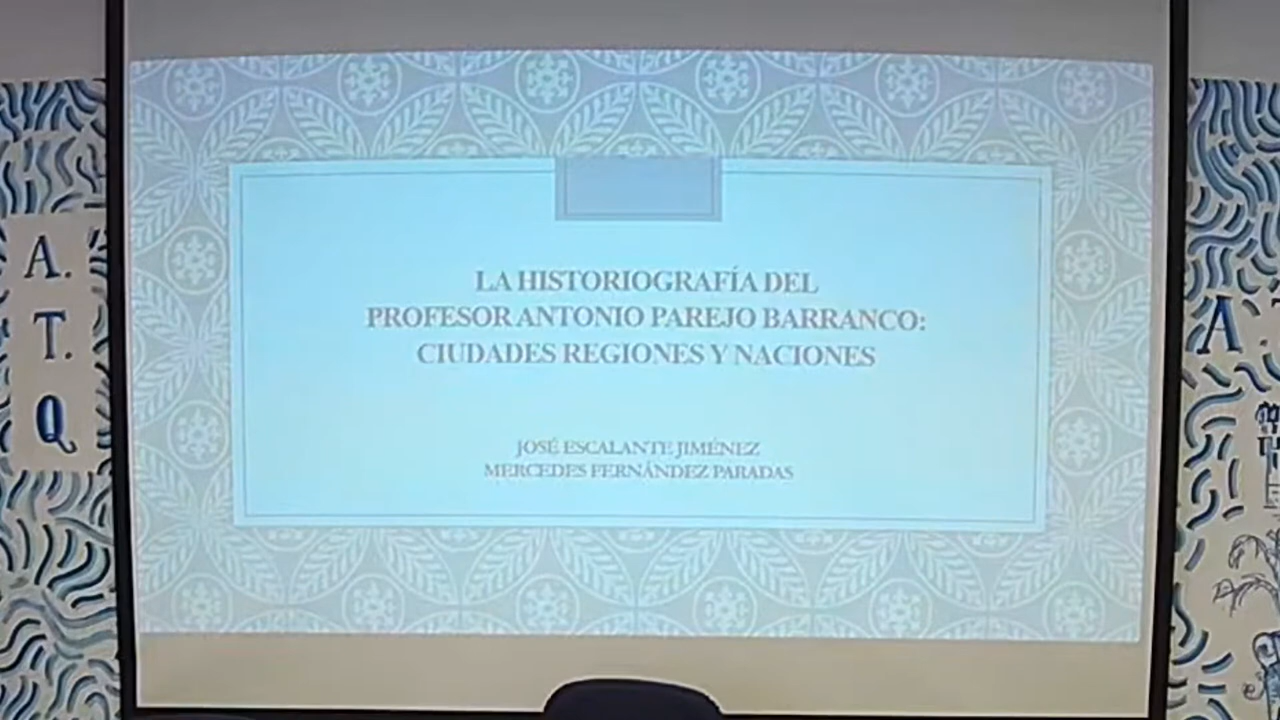 A.
T.
Q
LA HISTORIOGRAFÍA DEL
PROFESOR ANTONIO PAREJO BARRANCO:
CIUDADES REGIONES Y NACIONES
JOSÉ ESCALANTE JIMÉNEZ
MERCEDES FERNÁNDEZ PARADAS
A.